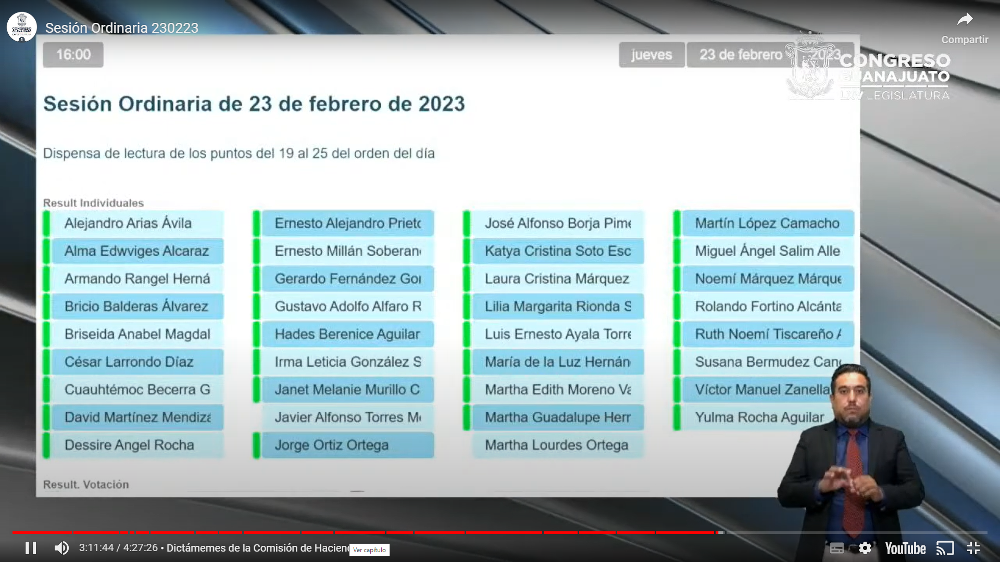 Sesión Ordinaria 230223
Compartir
16:00
jueves 23 de febrero 2023
CONGRESO
GUANAJUATO
LXV LEGISLATURA
Sesión Ordinaria de 23 de febrero de 2023
Dispensa de lectura de los puntos del 19 al 25 del orden del día
Result Individuales
Alejandro Arias Ávila
Alma Edwviges Alcaraz
Armando Rangel Herná
Bricio Balderas Álvarez
Briseida Anabel Magdal
César Larrondo Díaz
Cuauhtémoc Becerra G
David Martínez Mendiza
Dessire Angel Rocha
Ernesto Alejandro Prieto
Ernesto Millán Soberan
Gerardo Fernández Gon
Gustavo Adolfo Alfaro R
Hades Berenice Aguilar
Irma Leticia González S
Janet Melanie Murillo C
Javier Alfonso Torres M
Jorge Ortiz Ortega
José Alfonso Borja Pime
Katya Cristina Soto Esc
Laura Cristina Márquez
Lilia Margarita Rionda S
Luis Ernesto Ayala Torre
María de la Luz Hernán
Martha Edith Moreno Va
Martha Guadalupe Herr
Martha Lourdes Ortega
Martín López Camacho
Miguel Ángel Salim Alle
Noemí Márquez Márque
Rolando Fortino Alcánta
Ruth Noemí Tiscareño A
Susana Bermudez Canc
Víctor Manuel Zanella
Yulma Rocha Aguilar
Result. Votación
3:11:44 / 4:27:26 • Dictámemes de la Comisión de Haciend
Ver capítulo
YouTube